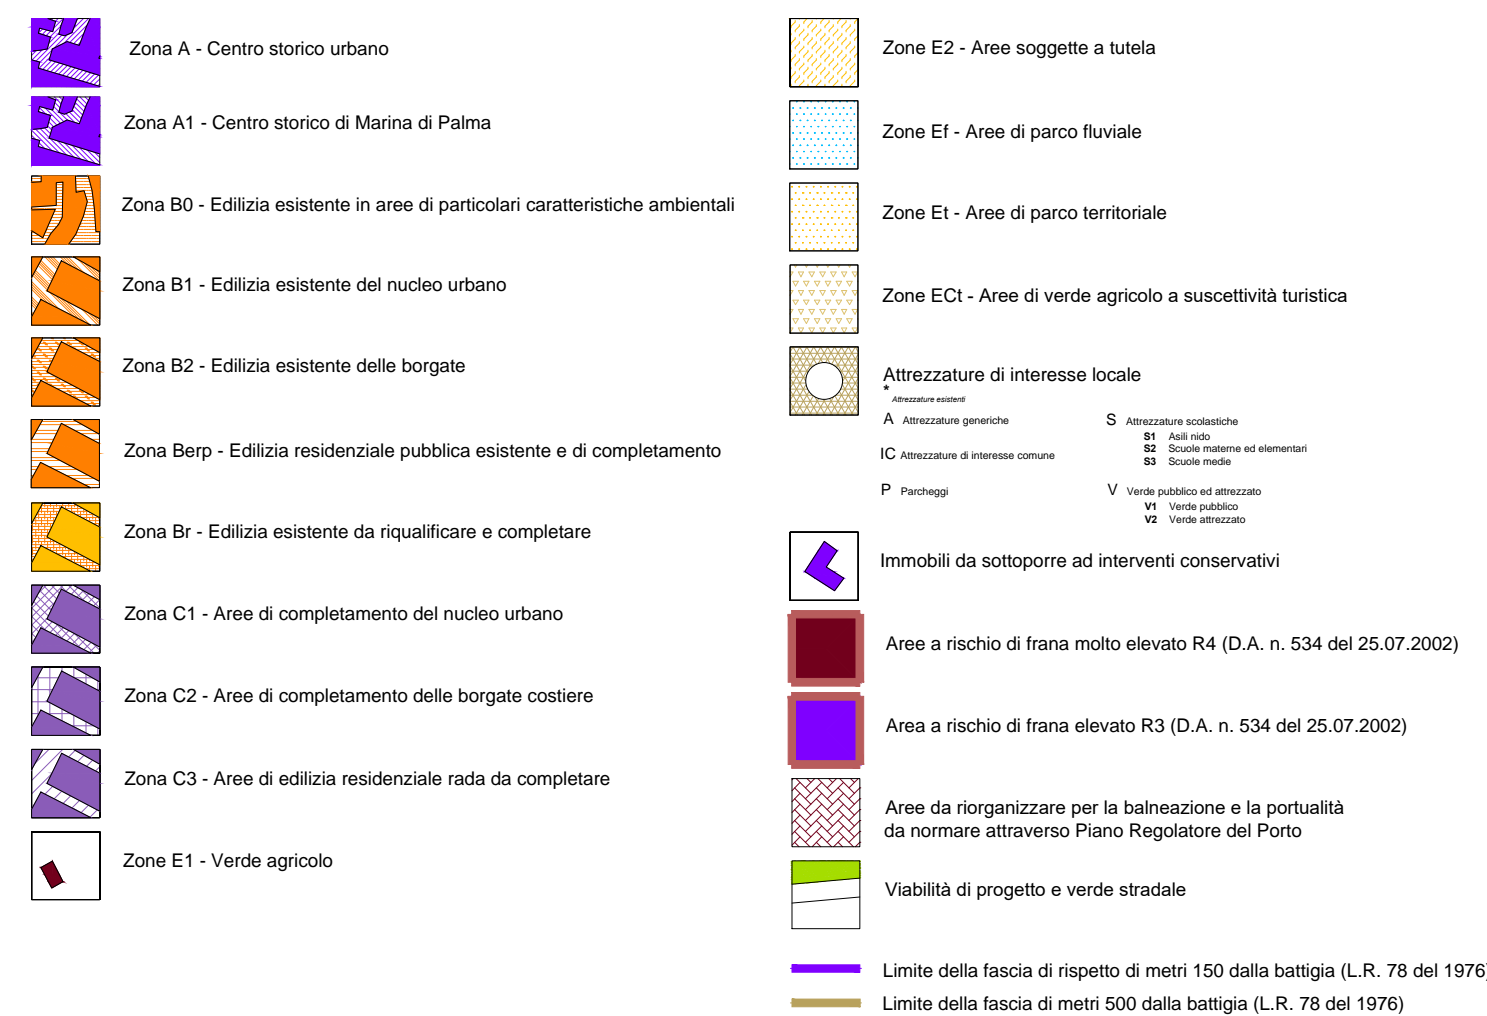 Zona A - Centro storico urbano
Zona A1 - Centro storico di Marina di Palma
Zona B0 - Edilizia esistente in aree di particolari caratteristiche ambientali
Zona B1 - Edilizia esistente del nucleo urbano
Zona B2 - Edilizia esistente delle borgate
Zona Berp - Edilizia residenziale pubblica esistente e di completamento
Zona Br - Edilizia esistente da riqualificare e completare
Zona C1 - Aree di completamento del nucleo urbano
Zona C2 - Aree di completamento delle borgate costiere
Zona C3 - Aree di edilizia residenziale rada da completare
Zone E1 - Verde agricolo
Zone E2 - Aree soggette a tutela
Zone Ef - Aree di parco fluviale
Zone Et - Aree di parco territoriale
Zone ECt - Aree di verde agricolo a suscettività turistica
Attrezzature di interesse locale
* Attrezzature esistenti
A Attrezzature generiche
IC Attrezzature di interesse comune
P Parcheggi
S Attrezzature scolastiche
S1 Asili nido
S2 Scuole materne ed elementari
S3 Scuole medie
V Verde pubblico ed attrezzato
V1 Verde pubblico
V2 Verde attrezzato
Immobili da sottoporre ad interventi conservativi
Aree a rischio di frana molto elevato R4 (D.A. n. 534 del 25.07.2002)
Area a rischio di frana elevato R3 (D.A. n. 534 del 25.07.2002)
Aree da riorganizzare per la balneazione e la portualità
da normare attraverso Piano Regolatore del Porto
Viabilità di progetto e verde stradale
Limite della fascia di rispetto di metri 150 dalla battigia (L.R. 78 del 1976)
Limite della fascia di metri 500 dalla battigia (L.R. 78 del 1976)